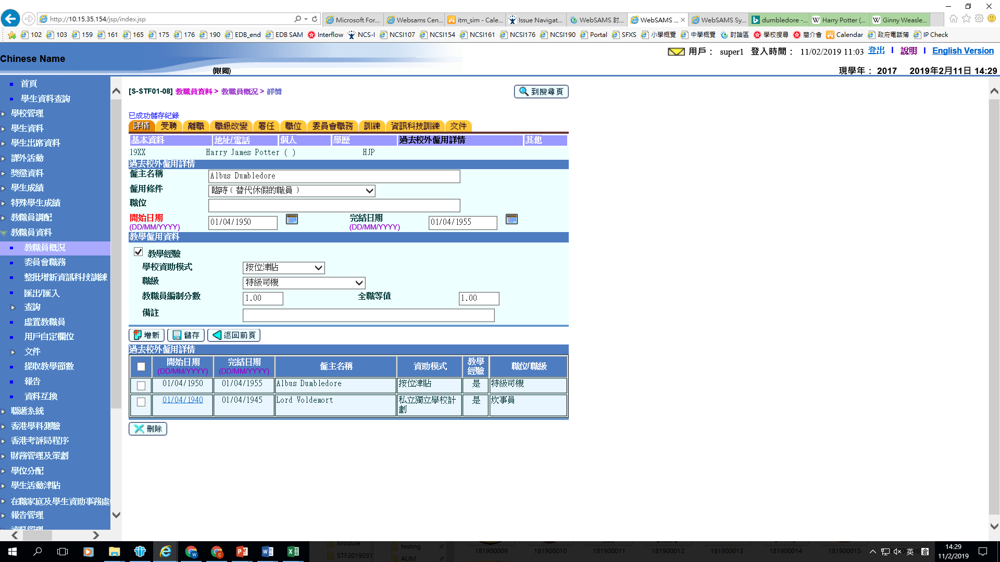 http://10.15.35.154/jsp/index.jsp
Microsoft For...
Websams Cen...
itm_sim - Cale...
Issue Navigat...
WebSAMS 討...
WebSAMS ...
WebSAMS Sy...
dumbledore -...
Harry Potter (...
Ginny Weasle...
102 103 159 161 165 175 176 190 EDB_end EDB SAM Interflow NCS-I NCSI107 NCSI154 NCSI161 NCSI176 NCSI190 Portal SFXS 小學概覽 中學概覽 討論區 學校搜尋 簡介會 Calendar 政府電話簿 IP Check
Chinese Name
(限閱)
用戶： super1 登入時間： 11/02/2019 11:03 登出 | 說明 | English Version
現學年： 2017 2019年2月11日 14:29
首頁
學生資料查詢
學校管理
學生資料
學生出席資料
課外活動
獎懲資料
學生成績
特殊學生成績
教職員調配
教職員資料
教職員概況
委員會職務
整批增新資訊科技訓練
匯出/匯入
查詢
虛置教職員
用戶自定欄位
文件
提取教學節數
報告
資料互換
聯遞系統
香港學科測驗
香港考評局程序
財務管理及策劃
學位分配
學生活動津貼
在職家庭及學生資助事務處
報告管理
資料管理
[S-STF01-08] 教職員資料 > 教職員概況 > 詳情
到搜尋頁
已成功儲存紀錄
詳情 受聘 離職 職級改變 署任 職位 委員會職務 訓練 資訊科技訓練 文件
基本資料 地址/電話 個人 學歷 過去校外僱用詳情 其他
19XX Harry James Potter ( ) HJP
過去校外僱用詳情
僱主名稱 Albus Dumbledore
僱用條件 臨時﹙替代休假的職員﹚
職位
開始日期 01/04/1950 完結日期 01/04/1955
(DD/MM/YYYY) (DD/MM/YYYY)
教學僱用資料
教學經驗
學校資助模式 按位津貼
職級 特級司機
教職員編制分數 1.00 全職等值 1.00
備註
增新 儲存 返回前頁
過去校外僱用詳情
開始日期 (DD/MM/YYYY) 完結日期 (DD/MM/YYYY) 僱主名稱 資助模式 教學經驗 職位/職級
01/04/1950 01/04/1955 Albus Dumbledore 按位津貼 是 特級司機
01/04/1940 01/04/1945 Lord Voldemort 私立獨立學校計劃 是 炊事員
刪除
Module
STF2019031
testing
AUM
181900009
181900010
181900011
181900012
181900013
181900014
181900015
英
倉
14:29
11/2/2019